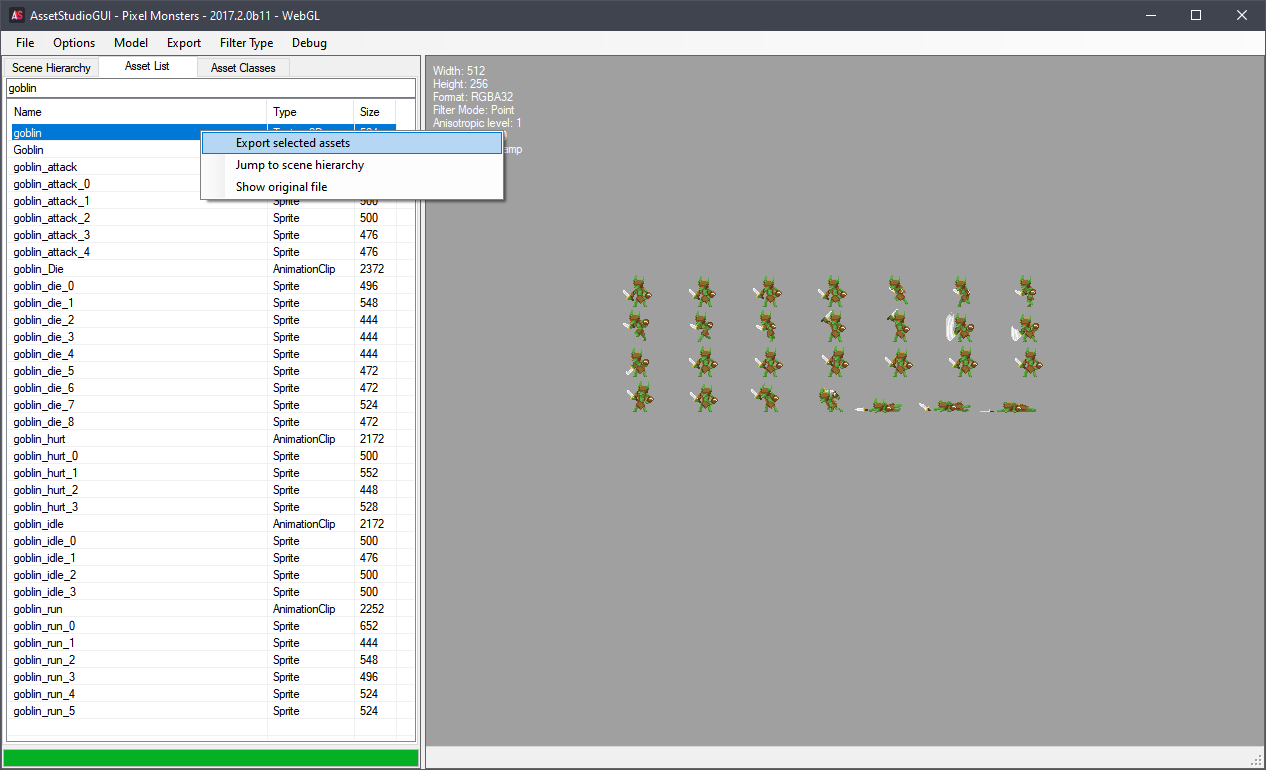 AS AssetStudioGUI - Pixel Monsters - 2017.2.0b11 - WebGL
File Options Model Export Filter Type Debug
Scene Hierarchy Asset List Asset Classes
goblin
Name Type Size
goblin
Goblin
goblin_attack
goblin_attack_0
goblin_attack_1 Sprite 500
goblin_attack_2 Sprite 500
goblin_attack_3 Sprite 476
goblin_attack_4 Sprite 476
goblin_Die AnimationClip 2372
goblin_die_0 Sprite 496
goblin_die_1 Sprite 548
goblin_die_2 Sprite 444
goblin_die_3 Sprite 444
goblin_die_4 Sprite 444
goblin_die_5 Sprite 472
goblin_die_6 Sprite 472
goblin_die_7 Sprite 524
goblin_die_8 Sprite 472
goblin_hurt AnimationClip 2172
goblin_hurt_0 Sprite 500
goblin_hurt_1 Sprite 552
goblin_hurt_2 Sprite 448
goblin_hurt_3 Sprite 528
goblin_idle AnimationClip 2172
goblin_idle_0 Sprite 500
goblin_idle_1 Sprite 476
goblin_idle_2 Sprite 500
goblin_idle_3 Sprite 500
goblin_run AnimationClip 2252
goblin_run_0 Sprite 652
goblin_run_1 Sprite 444
goblin_run_2 Sprite 548
goblin_run_3 Sprite 496
goblin_run_4 Sprite 524
goblin_run_5 Sprite 524
Export selected assets
Jump to scene hierarchy
Show original file
Width: 512
Height: 256
Format: RGBA32
Filter Mode: Point
Anisotropic level: 1
amp